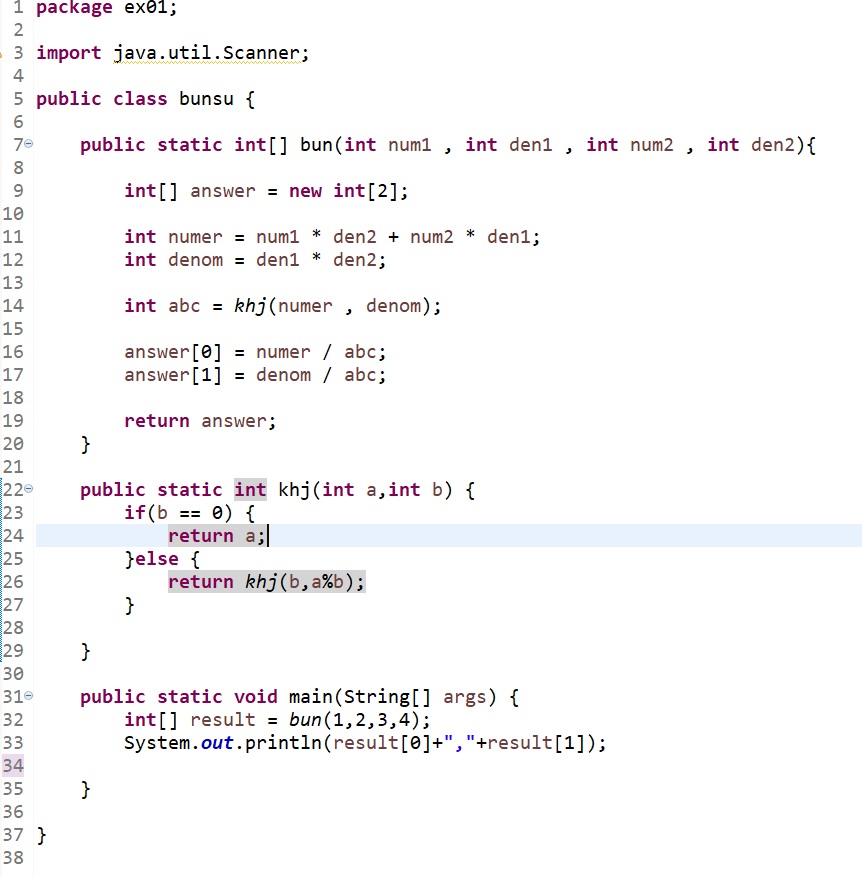 1 package ex01;
2
3 import java.util.Scanner;
4
5 public class bunsu {
6
7 public static int[] bun(int num1 , int den1 , int num2 , int den2){
8
9 int[] answer = new int[2];
10
11 int numer = num1 * den2 + num2 * den1;
12 int denom = den1 * den2;
13
14 int abc = khj(numer , denom);
15
16 answer[0] = numer / abc;
17 answer[1] = denom / abc;
18
19 return answer;
20 }
21
22 public static int khj(int a,int b) {
23 if(b == 0) {
24 return a;
25 }else {
26 return khj(b,a%b);
27 }
28
29 }
30
31 public static void main(String[] args) {
32 int[] result = bun(1,2,3,4);
33 System.out.println(result[0]+","+result[1]);
34
35 }
36
37 }
38